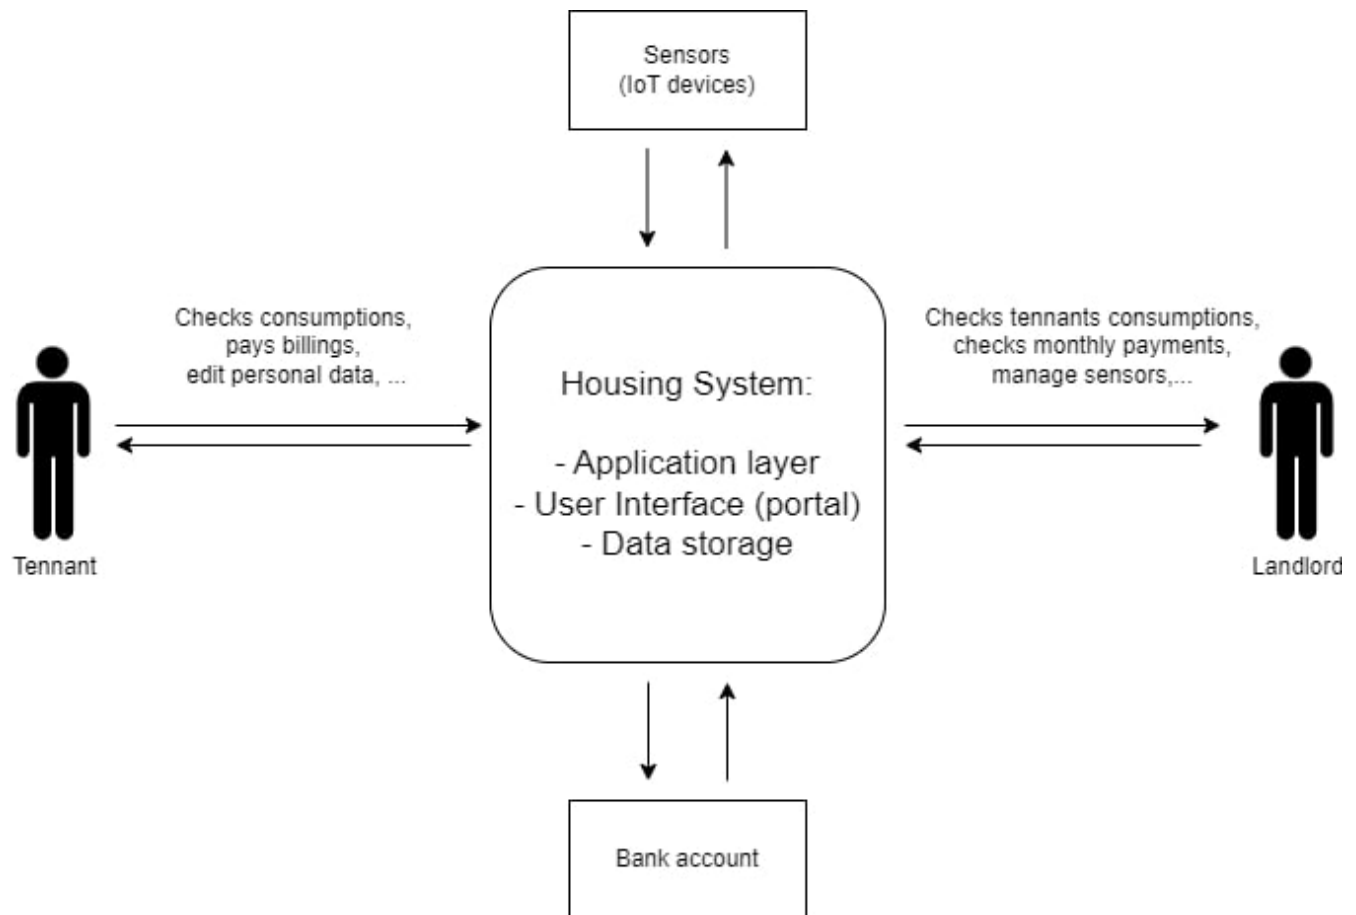 Sensors
(IoT devices)
Checks consumptions,
pays billings,
edit personal data, ...
Checks tennants consumptions,
checks monthly payments,
manage sensors,...
Housing System:
- Application layer
- User Interface (portal)
- Data storage
Tennant
Landlord
Bank account